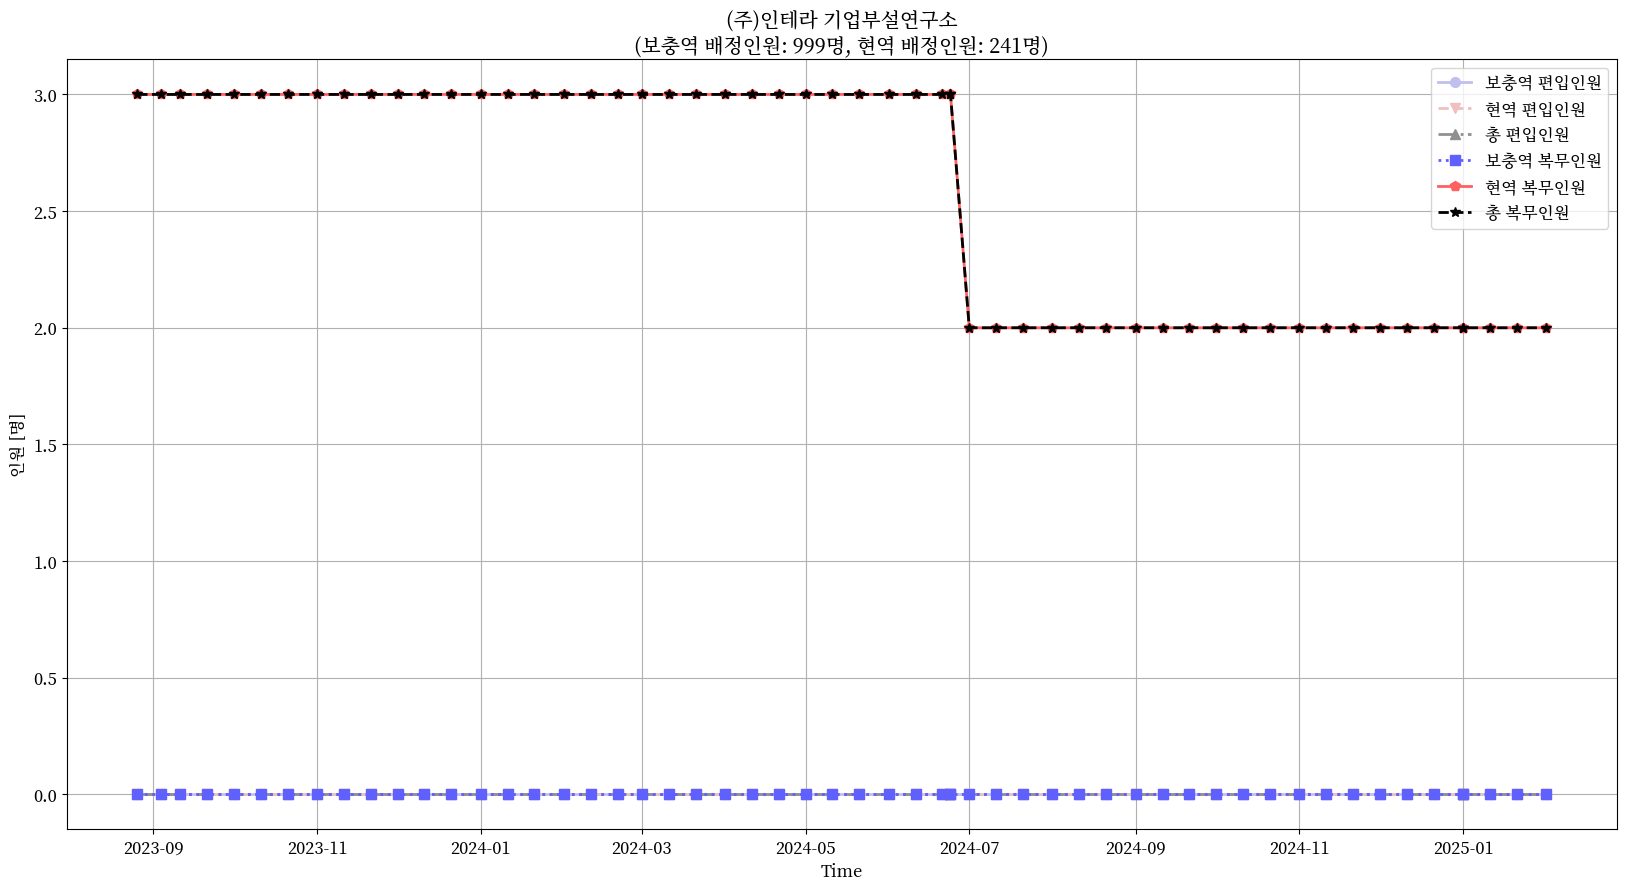 (주)인테라 기업부설연구소
(보충역 배정인원: 999명, 현역 배정인원: 241명)
보충역 편입인원
현역 편입인원
총 편입인원
보충역 복무인원
현역 복무인원
총 복무인원
인원 [명]
3.0
2.5
2.0
1.5
1.0
0.5
0.0
2023-09
2023-11
2024-01
2024-03
2024-05
2024-07
2024-09
2024-11
2025-01
Time